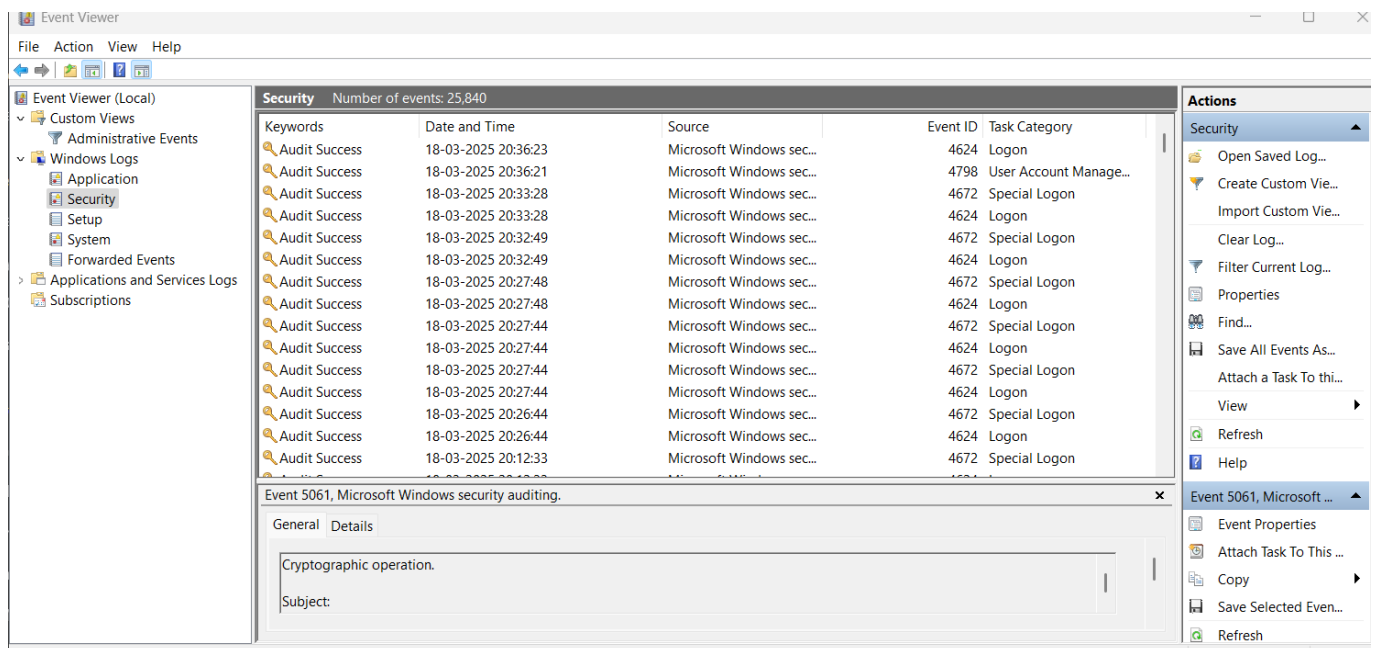 Event Viewer
File Action View Help
Event Viewer (Local)
Custom Views
Administrative Events
Windows Logs
Application
Security
Setup
System
Forwarded Events
Applications and Services Logs
Subscriptions
Security Number of events: 25,840
Keywords Date and Time Source Event ID Task Category
Audit Success 18-03-2025 20:36:23 Microsoft Windows sec... 4624 Logon
Audit Success 18-03-2025 20:36:21 Microsoft Windows sec... 4798 User Account Manage...
Audit Success 18-03-2025 20:33:28 Microsoft Windows sec... 4672 Special Logon
Audit Success 18-03-2025 20:33:28 Microsoft Windows sec... 4624 Logon
Audit Success 18-03-2025 20:32:49 Microsoft Windows sec... 4672 Special Logon
Audit Success 18-03-2025 20:32:49 Microsoft Windows sec... 4624 Logon
Audit Success 18-03-2025 20:27:48 Microsoft Windows sec... 4672 Special Logon
Audit Success 18-03-2025 20:27:48 Microsoft Windows sec... 4624 Logon
Audit Success 18-03-2025 20:27:44 Microsoft Windows sec... 4672 Special Logon
Audit Success 18-03-2025 20:27:44 Microsoft Windows sec... 4624 Logon
Audit Success 18-03-2025 20:27:44 Microsoft Windows sec... 4672 Special Logon
Audit Success 18-03-2025 20:27:44 Microsoft Windows sec... 4624 Logon
Audit Success 18-03-2025 20:26:44 Microsoft Windows sec... 4672 Special Logon
Audit Success 18-03-2025 20:26:44 Microsoft Windows sec... 4624 Logon
Audit Success 18-03-2025 20:12:33 Microsoft Windows sec... 4672 Special Logon
Event 5061, Microsoft Windows security auditing.
General Details
Cryptographic operation.
Subject:
Actions
Security
Open Saved Log...
Create Custom Vie...
Import Custom Vie...
Clear Log...
Filter Current Log...
Properties
Find...
Save All Events As...
Attach a Task To thi...
View
Refresh
Help
Event 5061, Microsoft ...
Event Properties
Attach Task To This ...
Copy
Save Selected Even...
Refresh